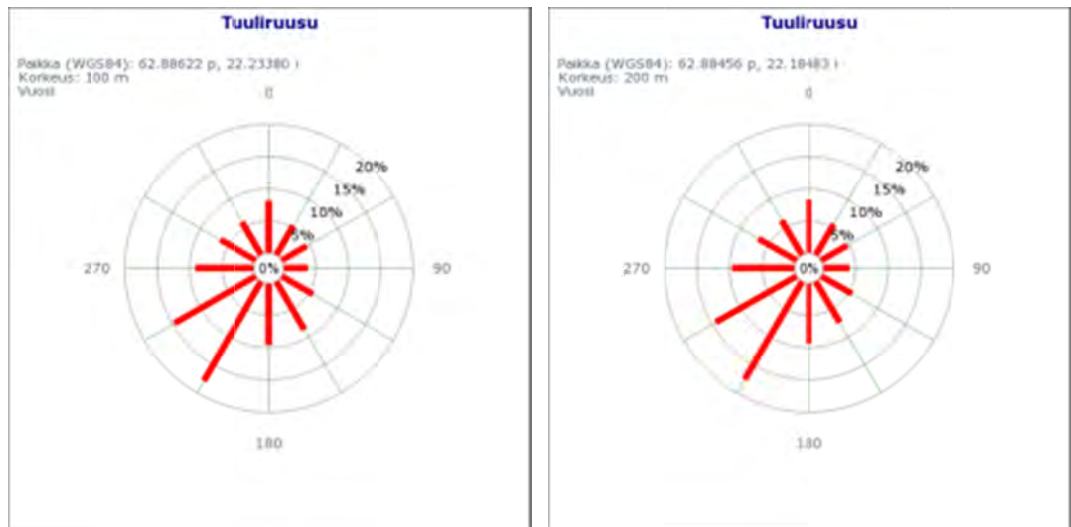 Tuuliruusu
Paikka (WGS84): 62.88622 p, 22.23380 i
Korkeus: 100 m
Vuosi
0
20%
15%
10%
5%
270
0%
90
180
Tuuliruusu
Paikka (WGS84): 62.88456 p, 22.18483 i
Korkeus: 200 m
Vuosi
0
20%
15%
10%
5%
270
0%
90
180